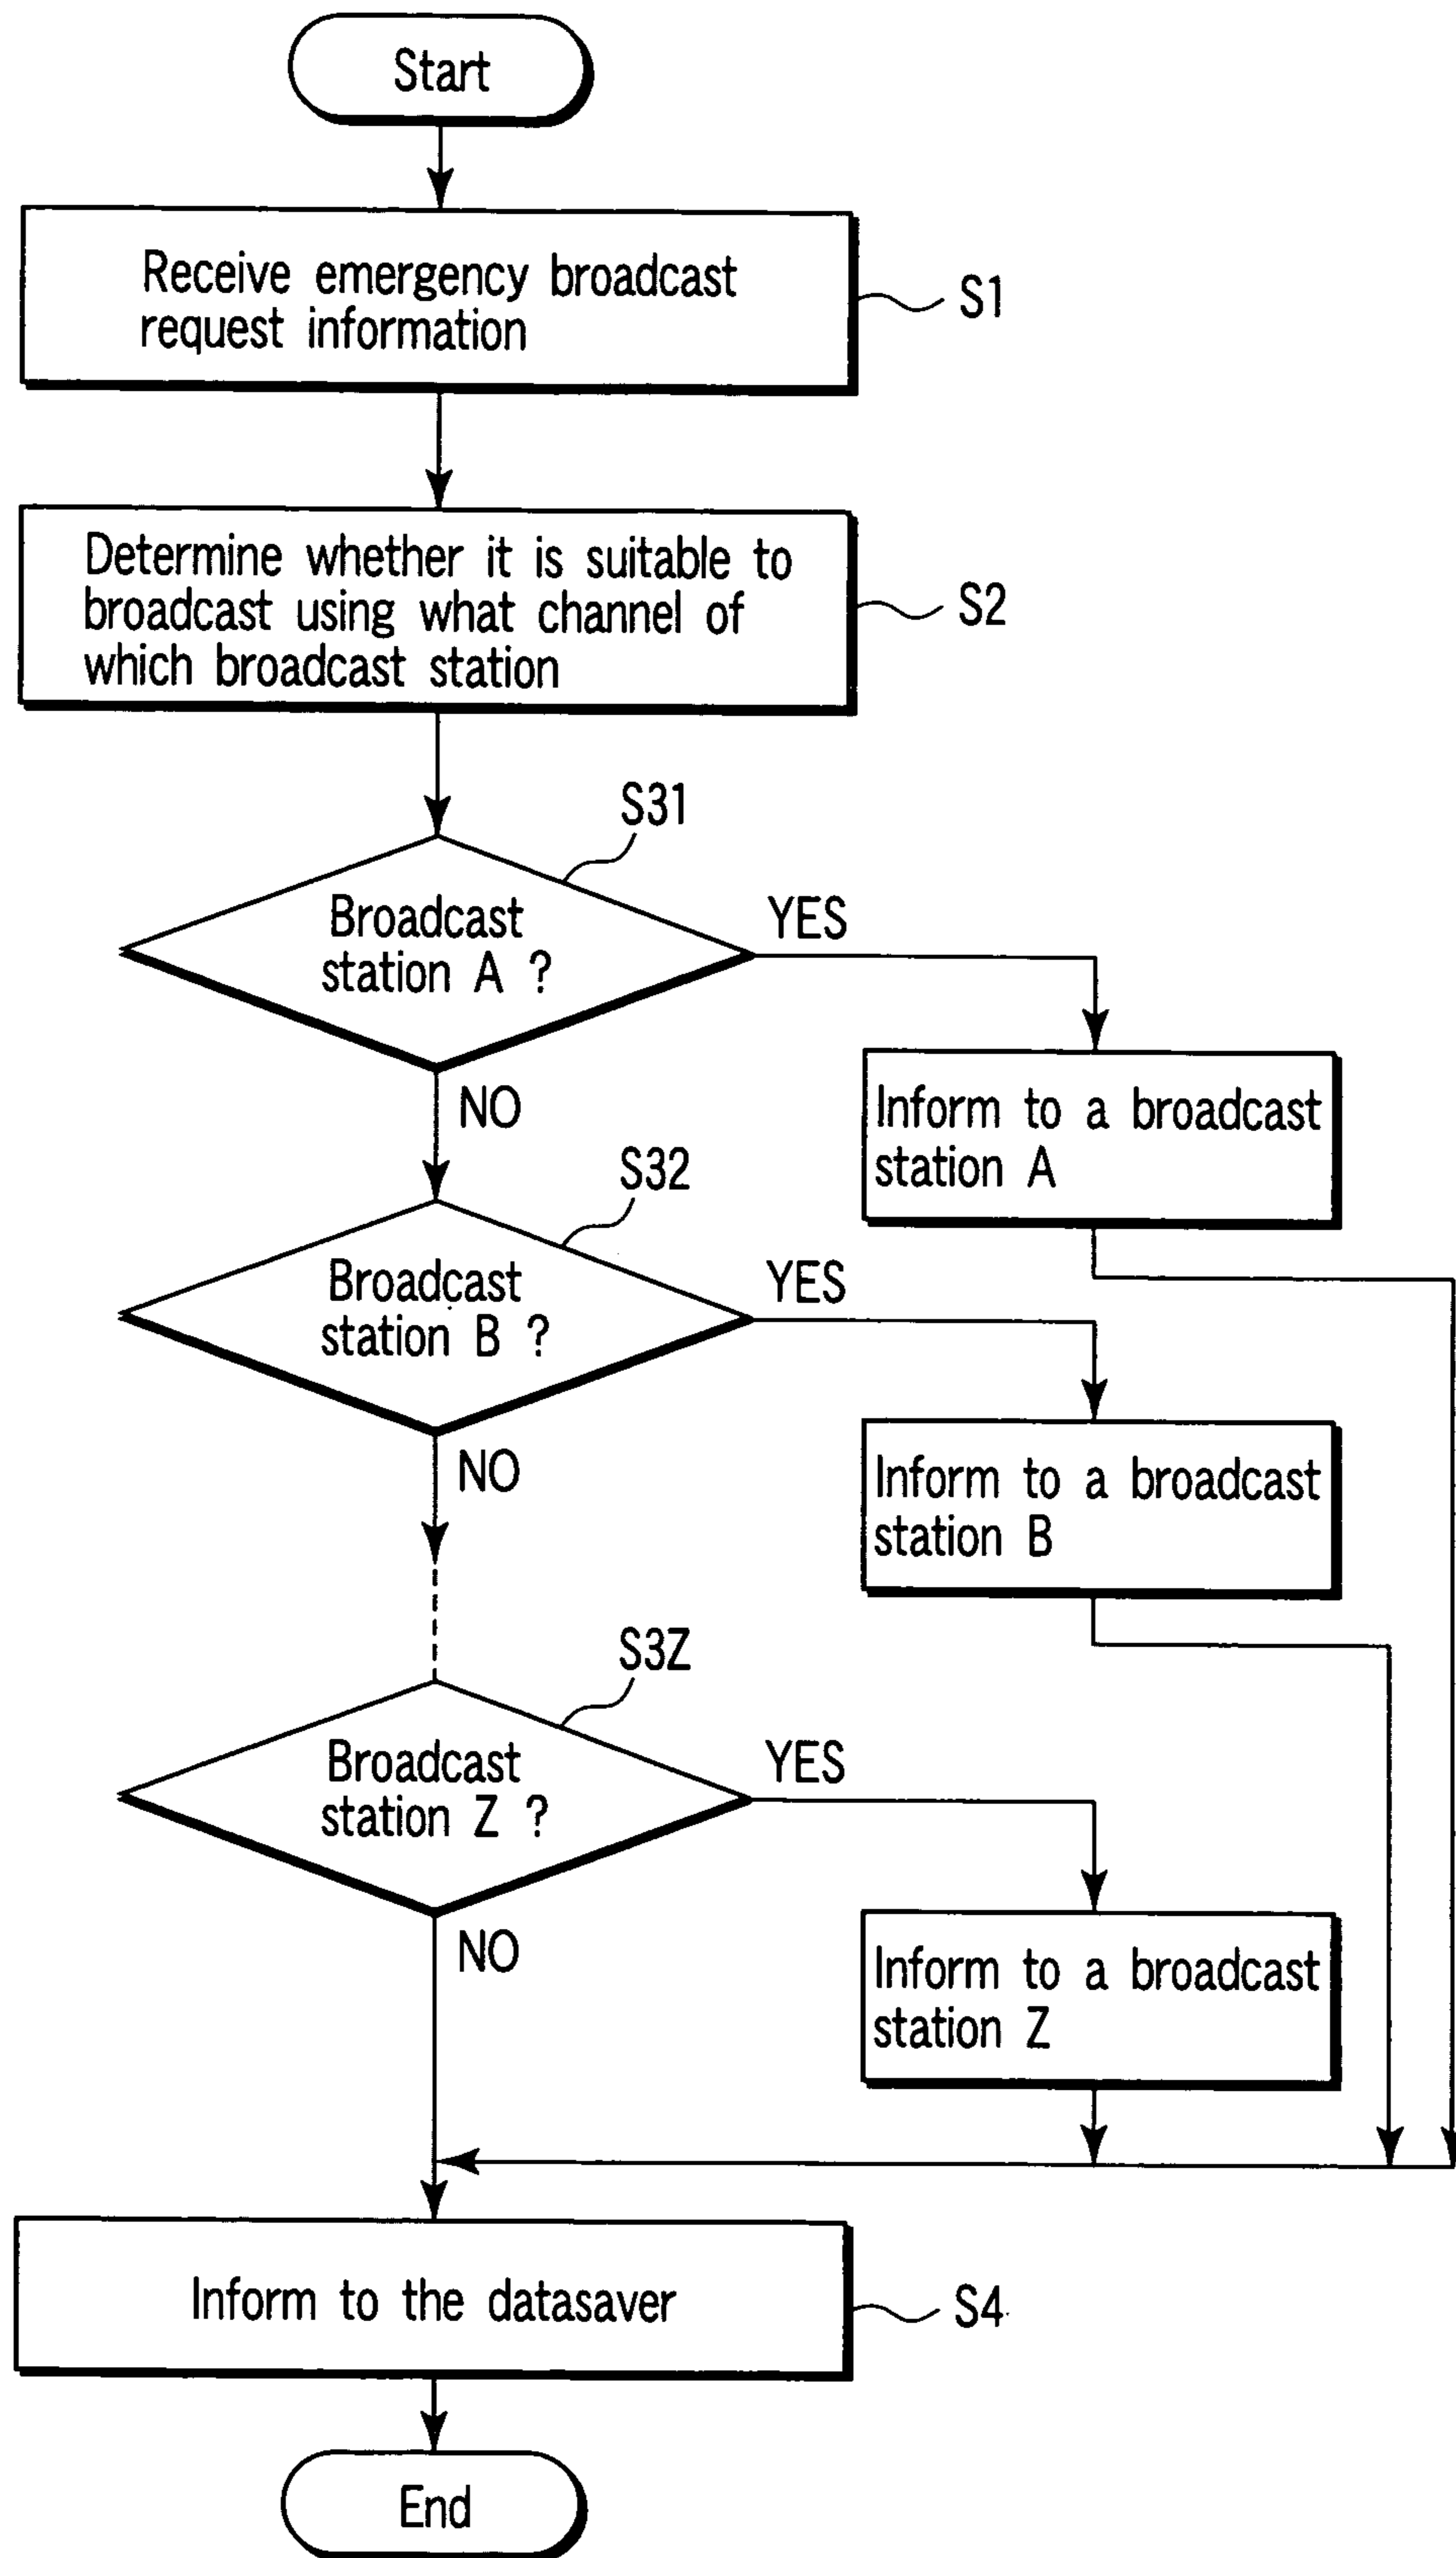 Start
Receive emergency broadcast
request information
S1
Determine whether it is suitable to
broadcast using what channel of
which broadcast station
S2
S31
Broadcast
station A ?
YES
NO
Inform to a broadcast
station A
S32
Broadcast
station B ?
YES
NO
Inform to a broadcast
station B
S3Z
Broadcast
station Z ?
YES
NO
Inform to a broadcast
station Z
Inform to the datasaver
S4
End